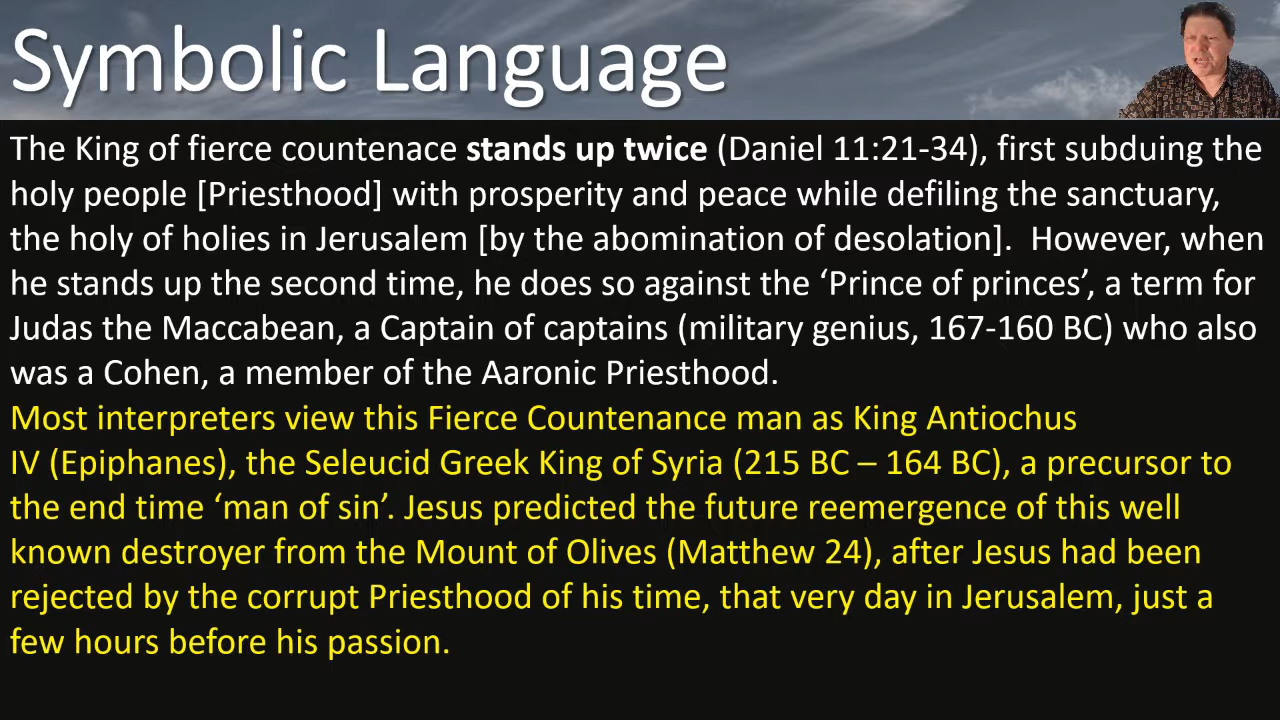 Symbolic Language
The King of fierce countenace stands up twice (Daniel 11:21-34), first subduing the
holy people [Priesthood] with prosperity and peace while defiling the sanctuary,
the holy of holies in Jerusalem [by the abomination of desolation].  However, when
he stands up the second time, he does so against the ‘Prince of princes’, a term for
Judas the Maccabean, a Captain of captains (military genius, 167-160 BC) who also
was a Cohen, a member of the Aaronic Priesthood.
Most interpreters view this Fierce Countenance man as King Antiochus
IV (Epiphanes), the Seleucid Greek King of Syria (215 BC – 164 BC), a precursor to
the end time ‘man of sin’. Jesus predicted the future reemergence of this well
known destroyer from the Mount of Olives (Matthew 24), after Jesus had been
rejected by the corrupt Priesthood of his time, that very day in Jerusalem, just a
few hours before his passion.